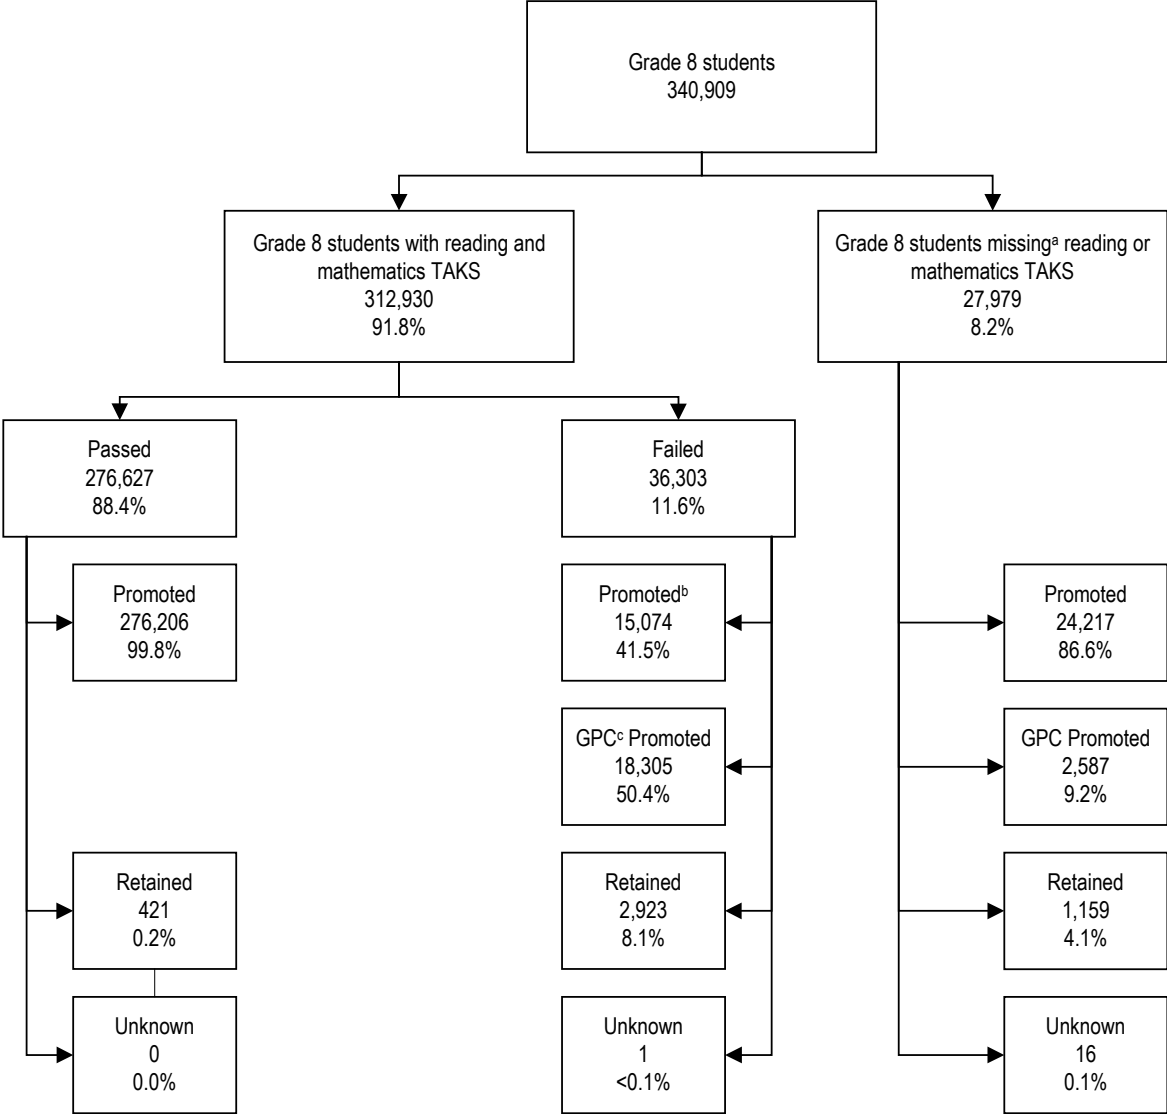 Grade 8 students
340,909
Grade 8 students with reading and
mathematics TAKS
312,930
91.8%
Grade 8 students missingᵃ reading or
mathematics TAKS
27,979
8.2%
Passed
276,627
88.4%
Failed
36,303
11.6%
Promoted
276,206
99.8%
Promotedᵇ
15,074
41.5%
Promoted
24,217
86.6%
GPCᶜ Promoted
18,305
50.4%
GPC Promoted
2,587
9.2%
Retained
421
0.2%
Retained
2,923
8.1%
Retained
1,159
4.1%
Unknown
0
0.0%
Unknown
1
<0.1%
Unknown
16
0.1%